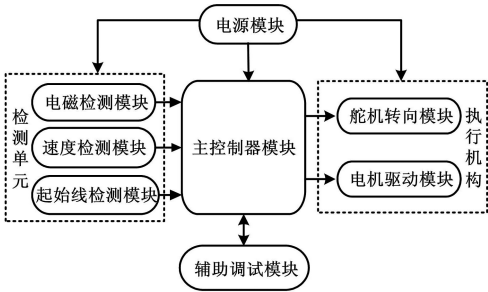 电源模块
检测单元
电磁检测模块
速度检测模块
起始线检测模块
主控制器模块
舵机转向模块
电机驱动模块
执行机构
辅助调试模块